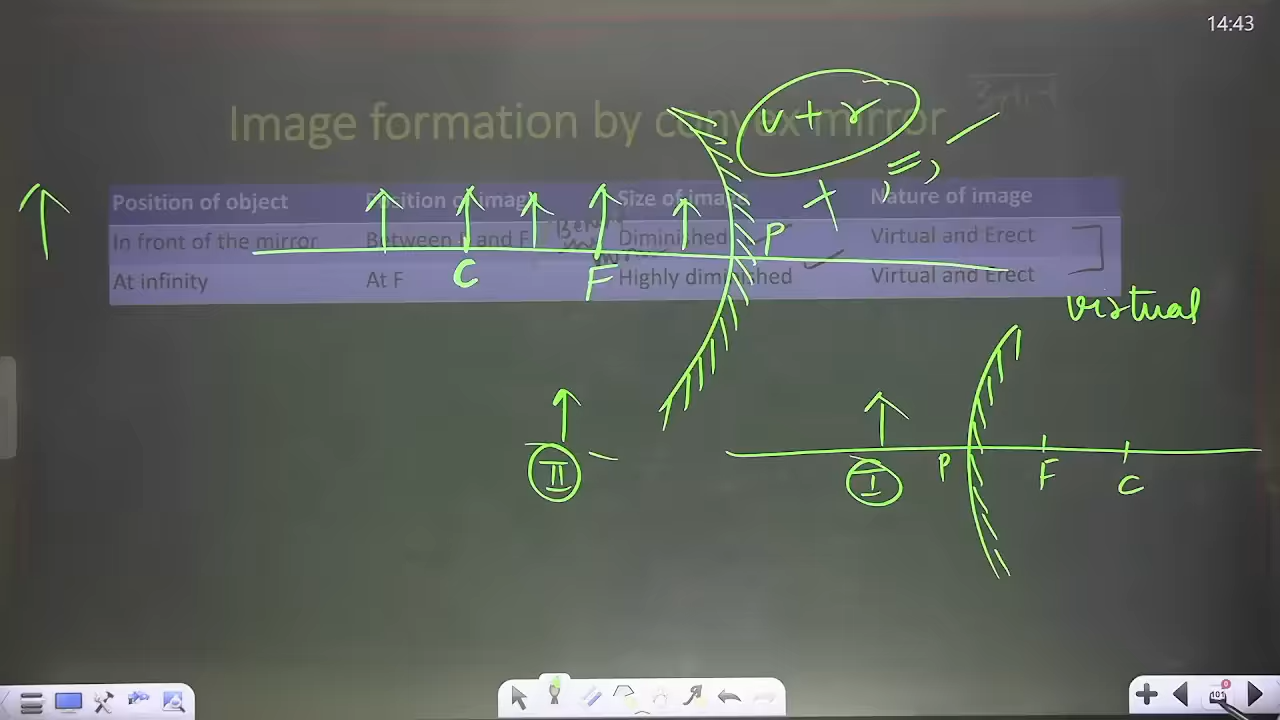 14:43
Image formation by convex mirror
v + r
Position of object Position of image Size of image Nature of image
In front of the mirror Between P and F Diminished Virtual and Erect
At infinity At F Highly diminished Virtual and Erect
P
C F
virtual
II I P F C
101